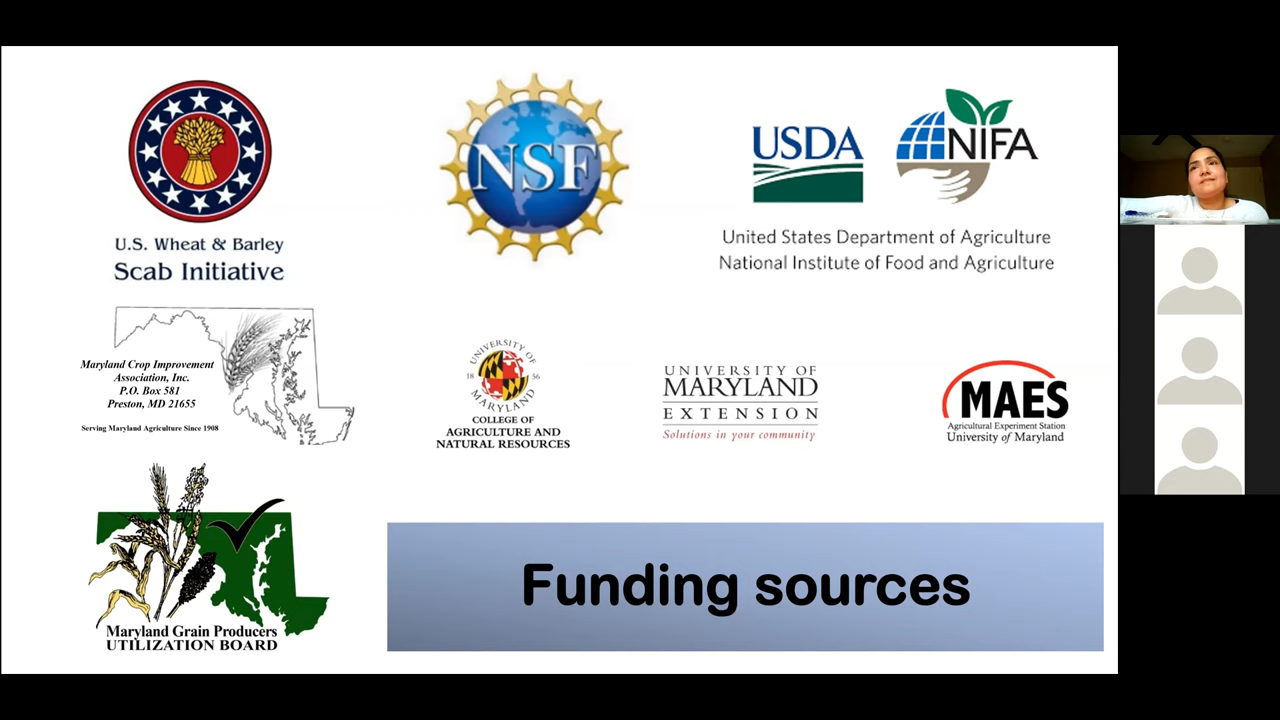 U.S. Wheat & Barley
Scab Initiative
NSF
USDA
NIFA
United States Department of Agriculture
National Institute of Food and Agriculture
Maryland Crop Improvement
Association, Inc.
P.O. Box 581
Preston, MD 21655
Serving Maryland Agriculture Since 1908
UNIVERSITY OF
18 56
MARYLAND
COLLEGE OF
AGRICULTURE AND
NATURAL RESOURCES
UNIVERSITY OF
MARYLAND
EXTENSION
Solutions in your community
MAES
Agricultural Experiment Station
University of Maryland
Maryland Grain Producers
UTILIZATION BOARD
Funding sources